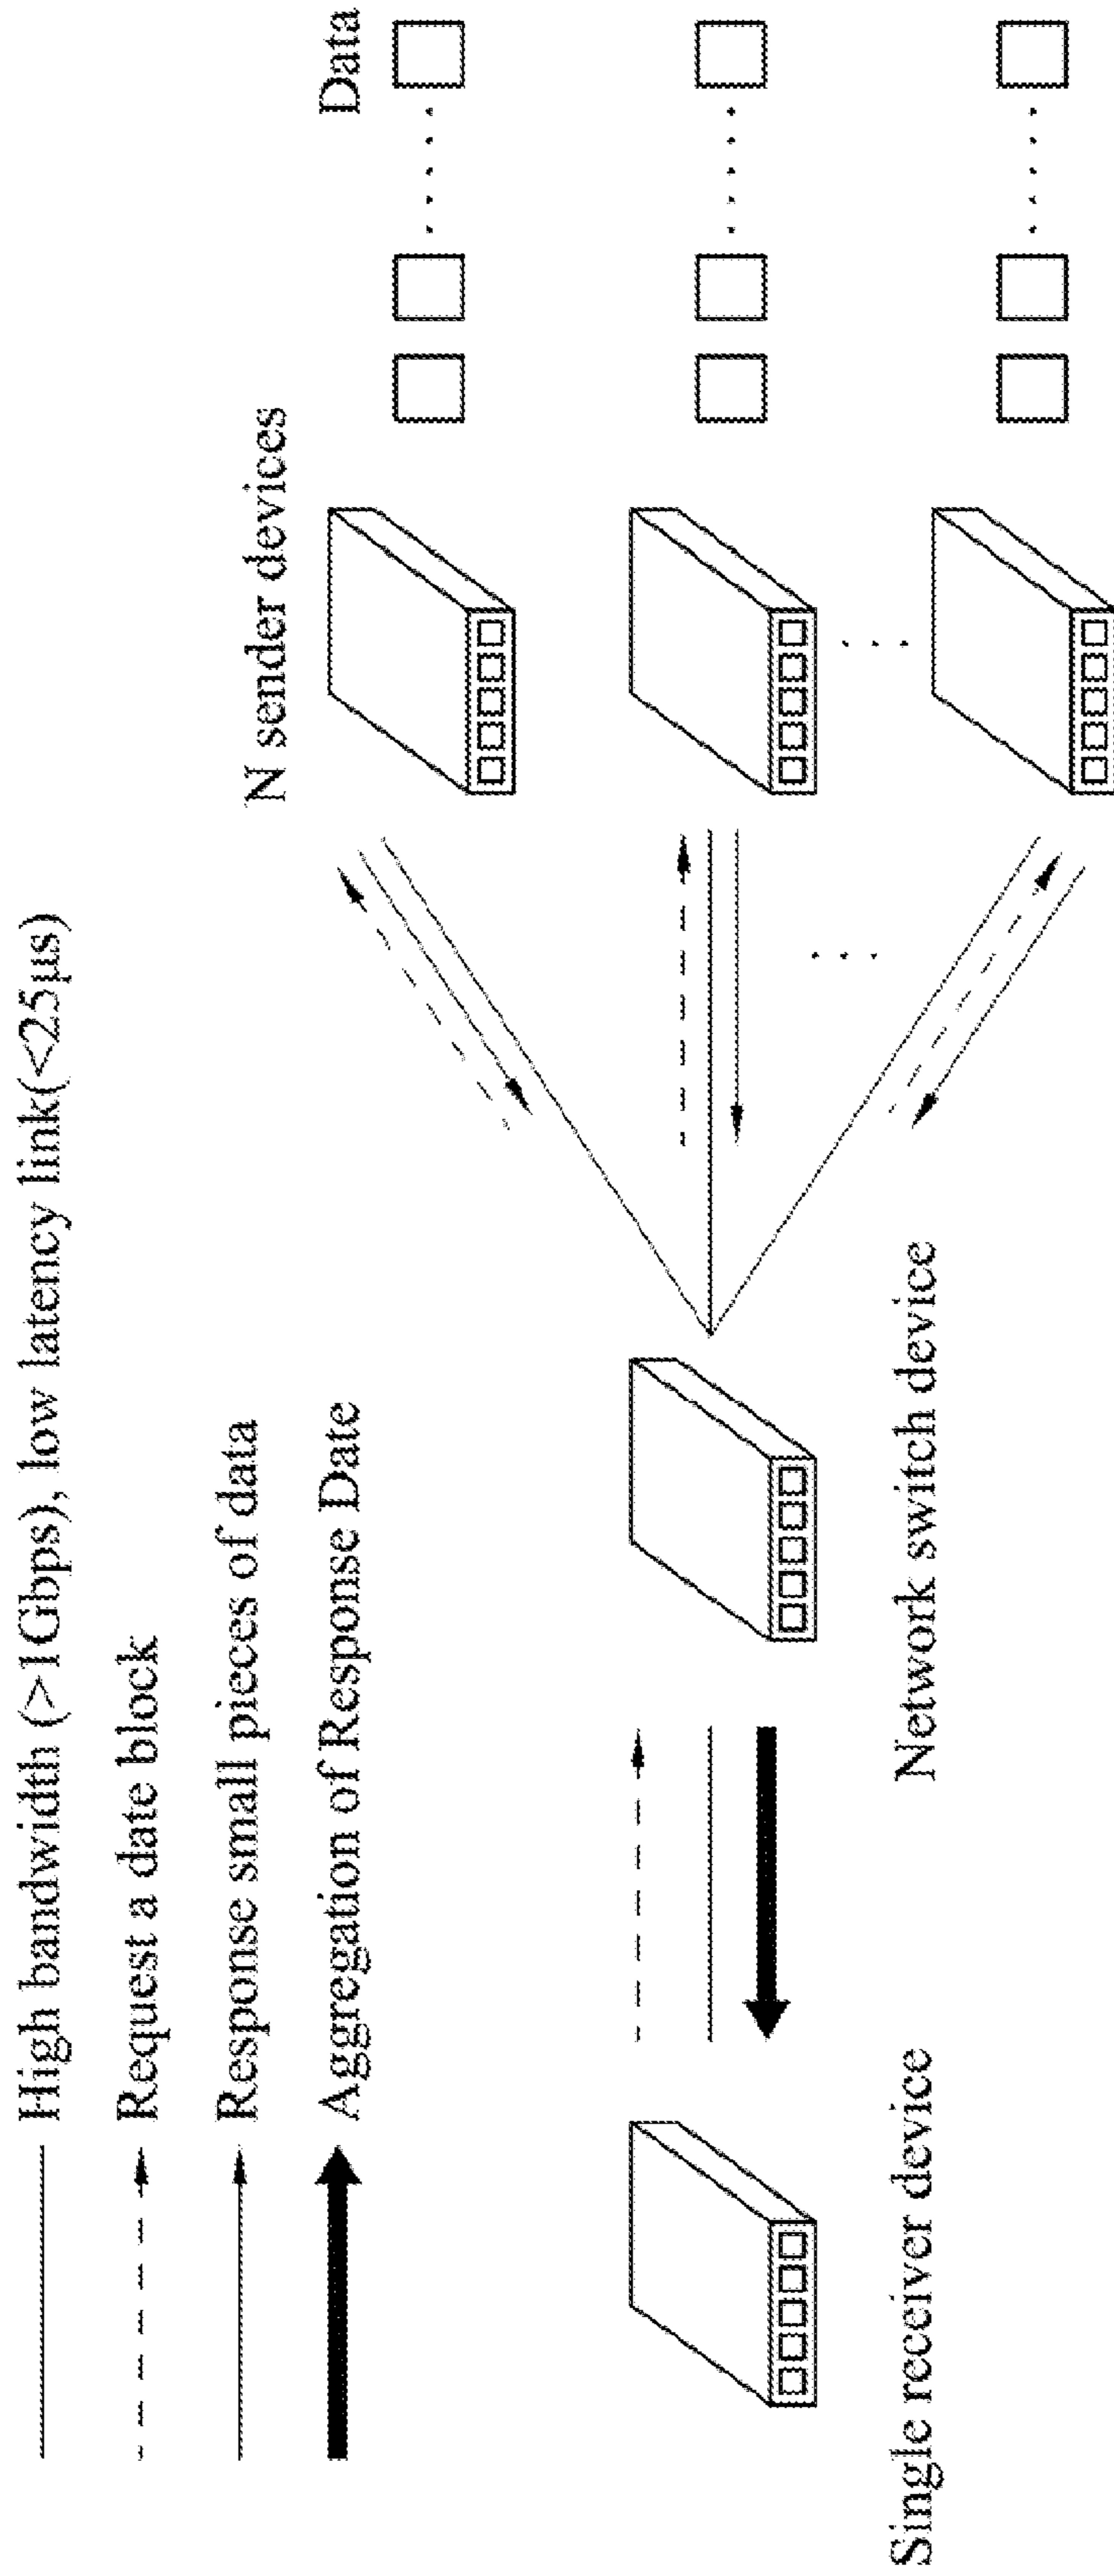 High bandwidth (>1Gbps), low latency link(<25μs)
Request a date block
Response small pieces of data
Aggregation of Response Date
N sender devices
Data
Network switch device
Single receiver device